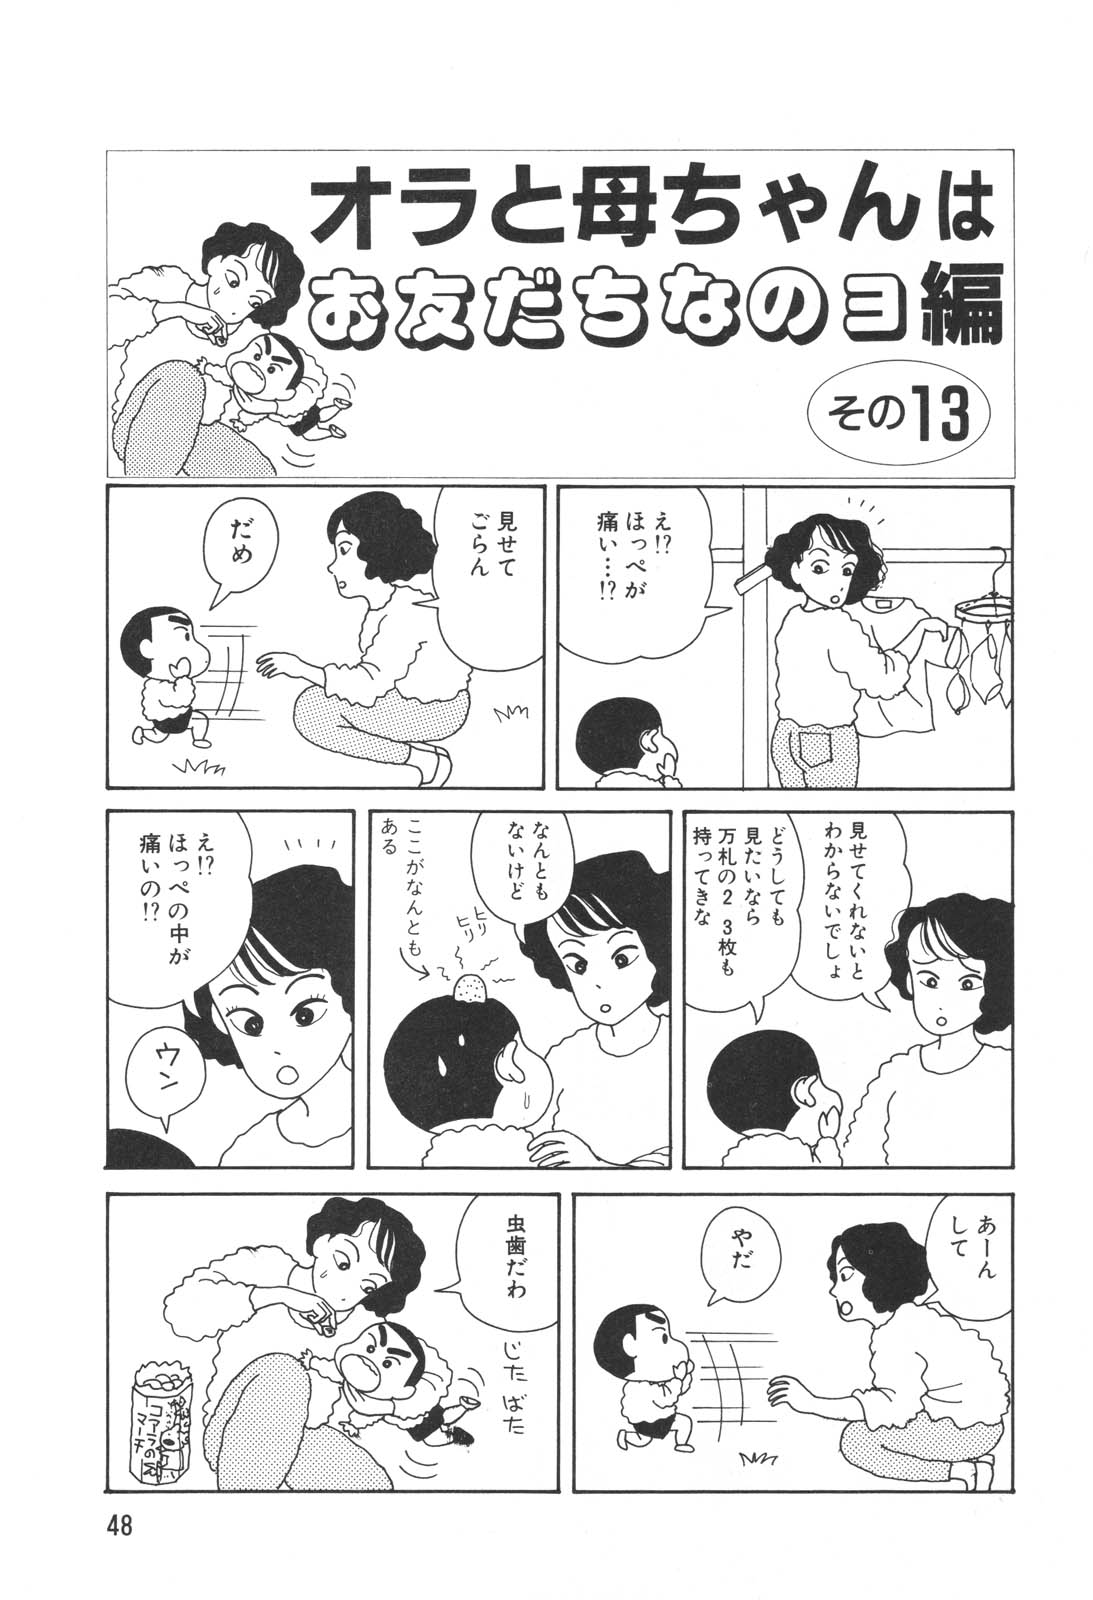 オラと母ちゃんは
お友だちなのヨ編
その13
え!?
ほっぺが
痛い…!?
見せて
ごらん
だめ
見せてくれないと
わからないでしょ
どうしても
見たいなら
万札の2 3枚も
持ってきな
なんとも
ないけど
ヒリ
ヒリ
ここがなんとも
ある
え!?
ほっぺの中が
痛いの!?
ウン
あーん
して
やだ
虫歯だわ
じたばた
コアラの
マーチ
48